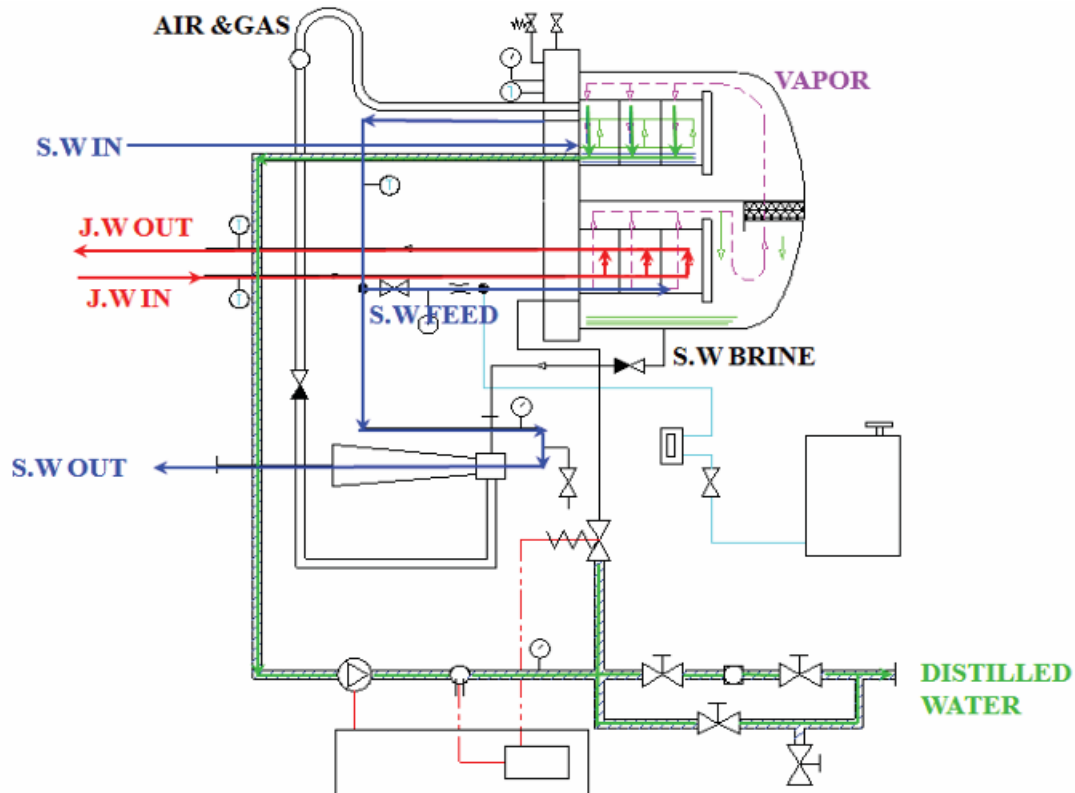 AIR &GAS
VAPOR
S.W IN
J.W OUT
J.W IN
S.W FEED
S.W BRINE
S.W OUT
DISTILLED
WATER
T
T
T
T